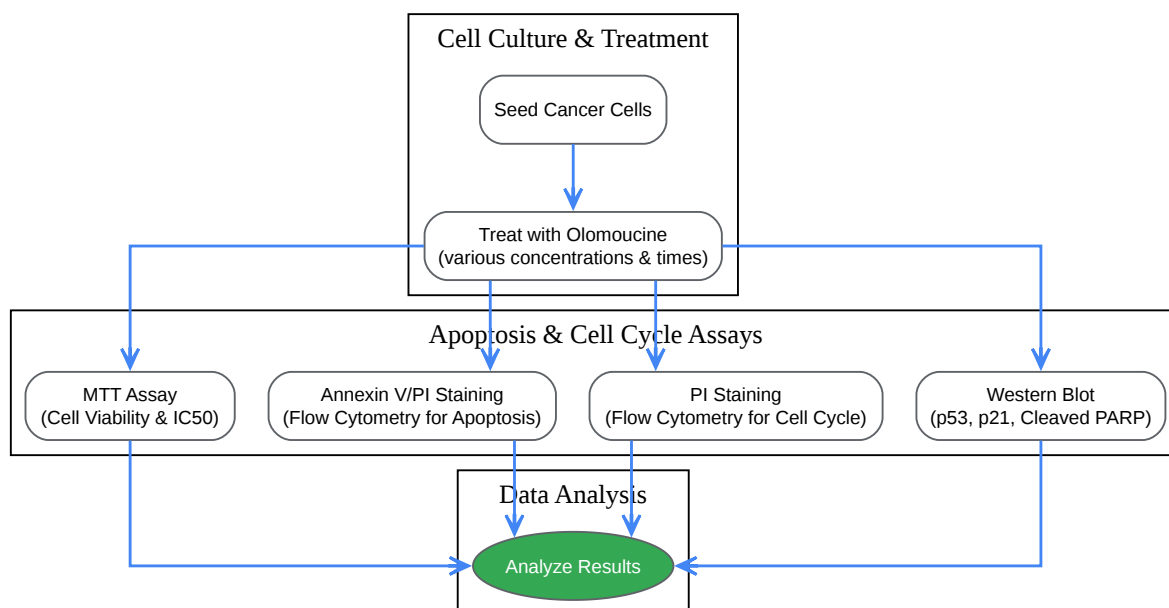 Cell Culture & Treatment
Seed Cancer Cells
Treat with Olomoucine
(various concentrations & times)
Apoptosis & Cell Cycle Assays
MTT Assay
(Cell Viability & IC50)
Annexin V/PI Staining
(Flow Cytometry for Apoptosis)
PI Staining
(Flow Cytometry for Cell Cycle)
Western Blot
(p53, p21, Cleaved PARP)
Data Analysis
Analyze Results